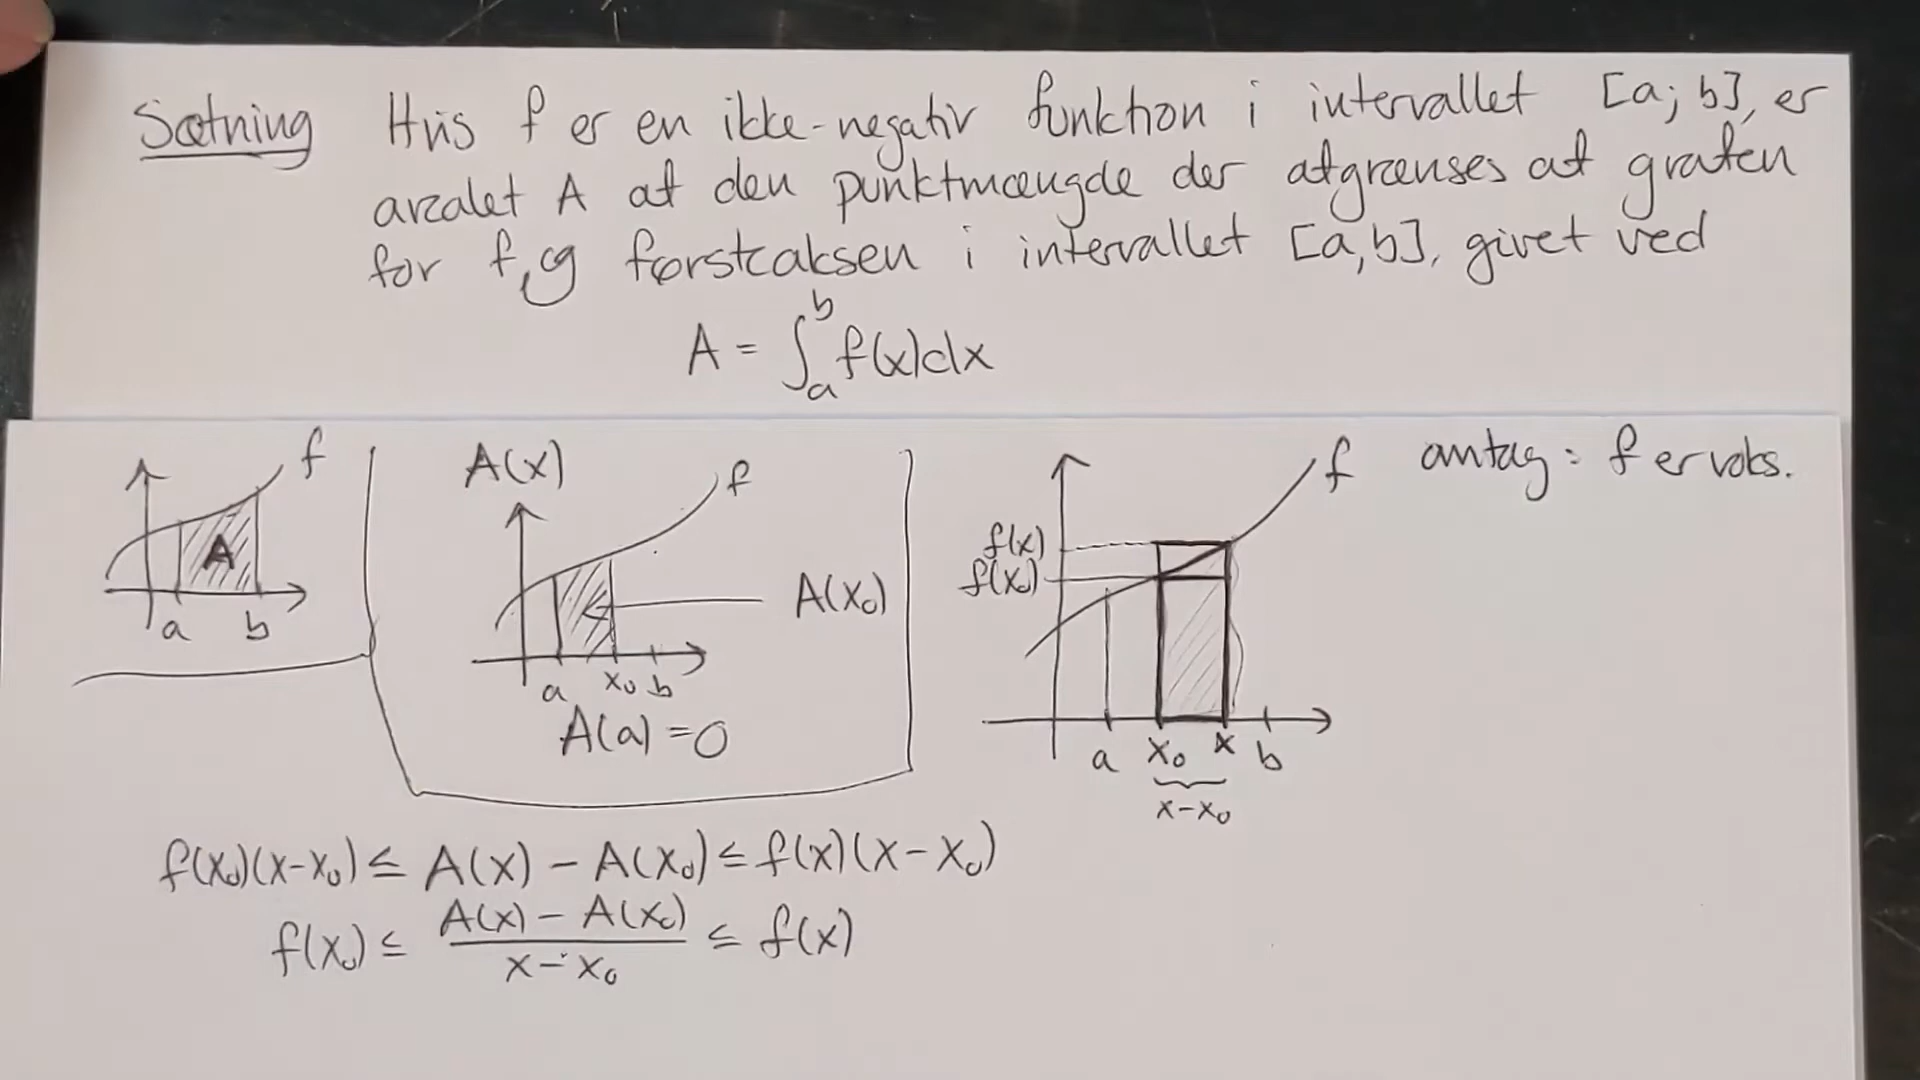 Sætning Hvis f er en ikke-negativ funktion i intervallet [a; b], er
arealet A af den punktmængde der afgrænses af grafen
for f, og førsteaksen i intervallet [a, b], givet ved
A = ∫_a^b f(x)dx
f
A
a b
A(x)
f
A(x₀)
a x₀ b
A(a) = 0
f antag: f er voks.
f(x)
f(x₀)
a x₀ x b
x-x₀
f(x₀)(x-x₀) ≤ A(x) - A(x₀) ≤ f(x)(x-x₀)
f(x₀) ≤ (A(x) - A(x₀))/(x - x₀) ≤ f(x)